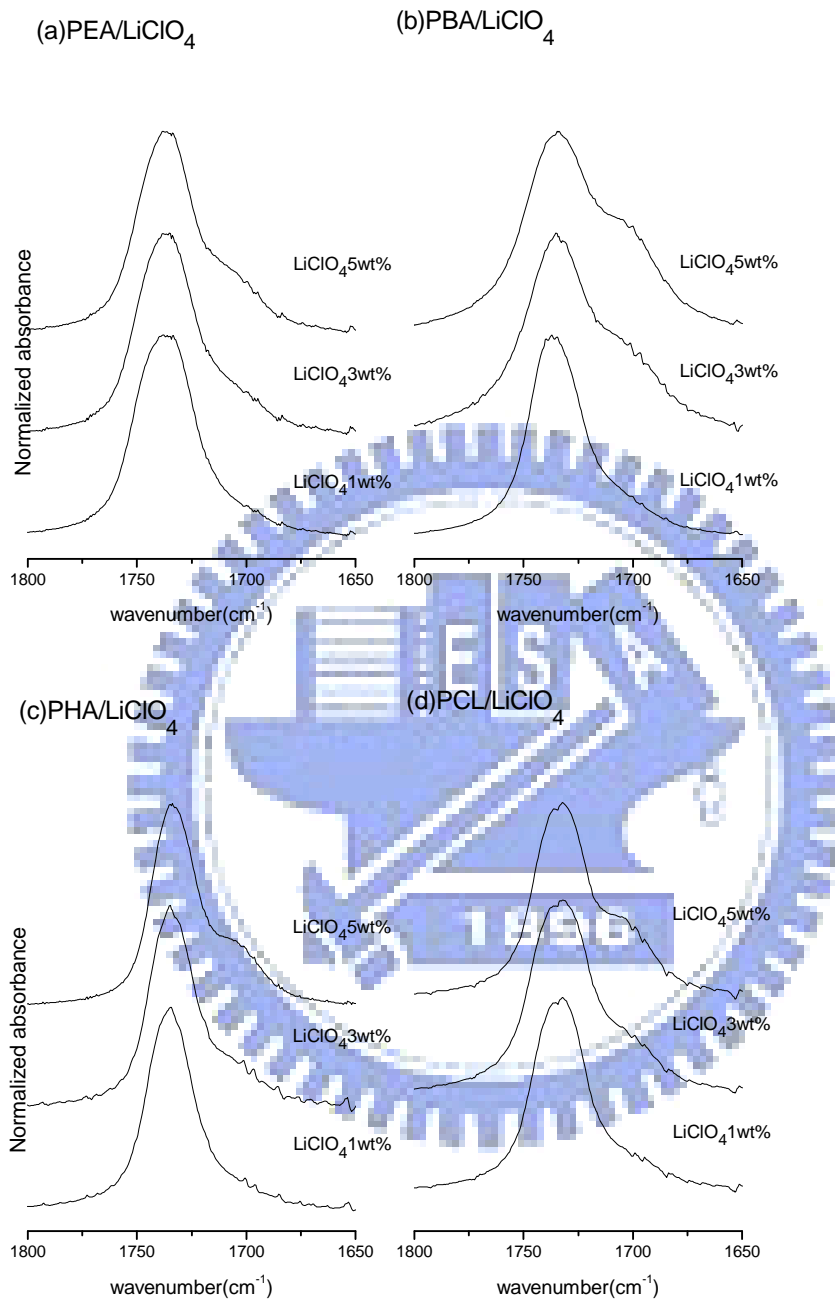 (a)PEA/LiClO4
(b)PBA/LiClO4
Normalized absorbance
LiClO45wt%
LiClO43wt%
LiClO41wt%
1800 1750 1700 1650
wavenumber(cm-1)
LiClO45wt%
LiClO43wt%
LiClO41wt%
1800 1750 1700 1650
wavenumber(cm-1)
E S A
(c)PHA/LiClO4
(d)PCL/LiClO4
Normalized absorbance
LiClO45wt%
LiClO43wt%
LiClO41wt%
1800 1750 1700 1650
wavenumber(cm-1)
LiClO45wt%
LiClO43wt%
LiClO41wt%
1800 1750 1700 1650
wavenumber(cm-1)